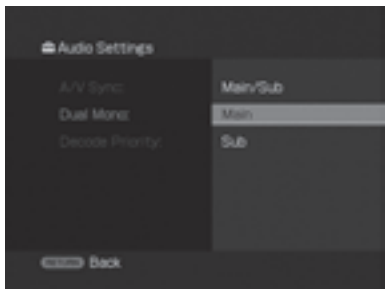 Audio Settings
A/V Sync:
Main/Sub
Dual Mono:
Main
Decode Priority:
Sub
RETURN Back